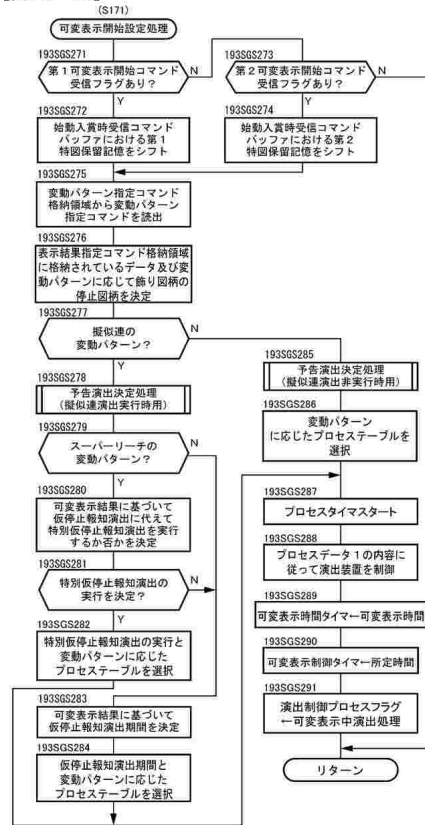 (S171)
可変表示開始設定処理
193SGS271
第1可変表示開始コマンド
受信フラグあり?
N
Y
193SGS273
第2可変表示開始コマンド
受信フラグあり?
N
Y
193SGS272
始動入賞時受信コマンド
バッファにおける第1
特図保留記憶をシフト
193SGS274
始動入賞時受信コマンド
バッファにおける第2
特図保留記憶をシフト
193SGS275
変動パターン指定コマンド
格納領域から変動パターン
指定コマンドを読出
193SGS276
表示結果指定コマンド格納領域
に格納されているデータ及び変
動パターンに応じて飾り図柄の
停止図柄を決定
193SGS277
擬似連の
変動パターン?
N
Y
193SGS278
予告演出決定処理
(擬似連演出実行時用)
193SGS279
スーパーリーチの
変動パターン?
N
Y
193SGS280
可変表示結果に基づいて
仮停止報知演出に代えて
特別仮停止報知演出を実行
するか否かを決定
193SGS281
特別仮停止報知演出の
実行を決定?
N
Y
193SGS282
特別仮停止報知演出の実行と
変動パターンに応じた
プロセステーブルを選択
193SGS283
可変表示結果に基づいて
仮停止報知演出期間を決定
193SGS284
仮停止報知演出期間と
変動パターンに応じた
プロセステーブルを選択
193SGS285
予告演出決定処理
(擬似連演出非実行時用)
193SGS286
変動パターン
に応じたプロセステーブルを
選択
193SGS287
プロセスタイマスタート
193SGS288
プロセスデータ1の内容に
従って演出装置を制御
193SGS289
可変表示時間タイマ←可変表示時間
193SGS290
可変表示制御タイマ←所定時間
193SGS291
演出制御プロセスフラグ
←可変表示中演出処理
リターン